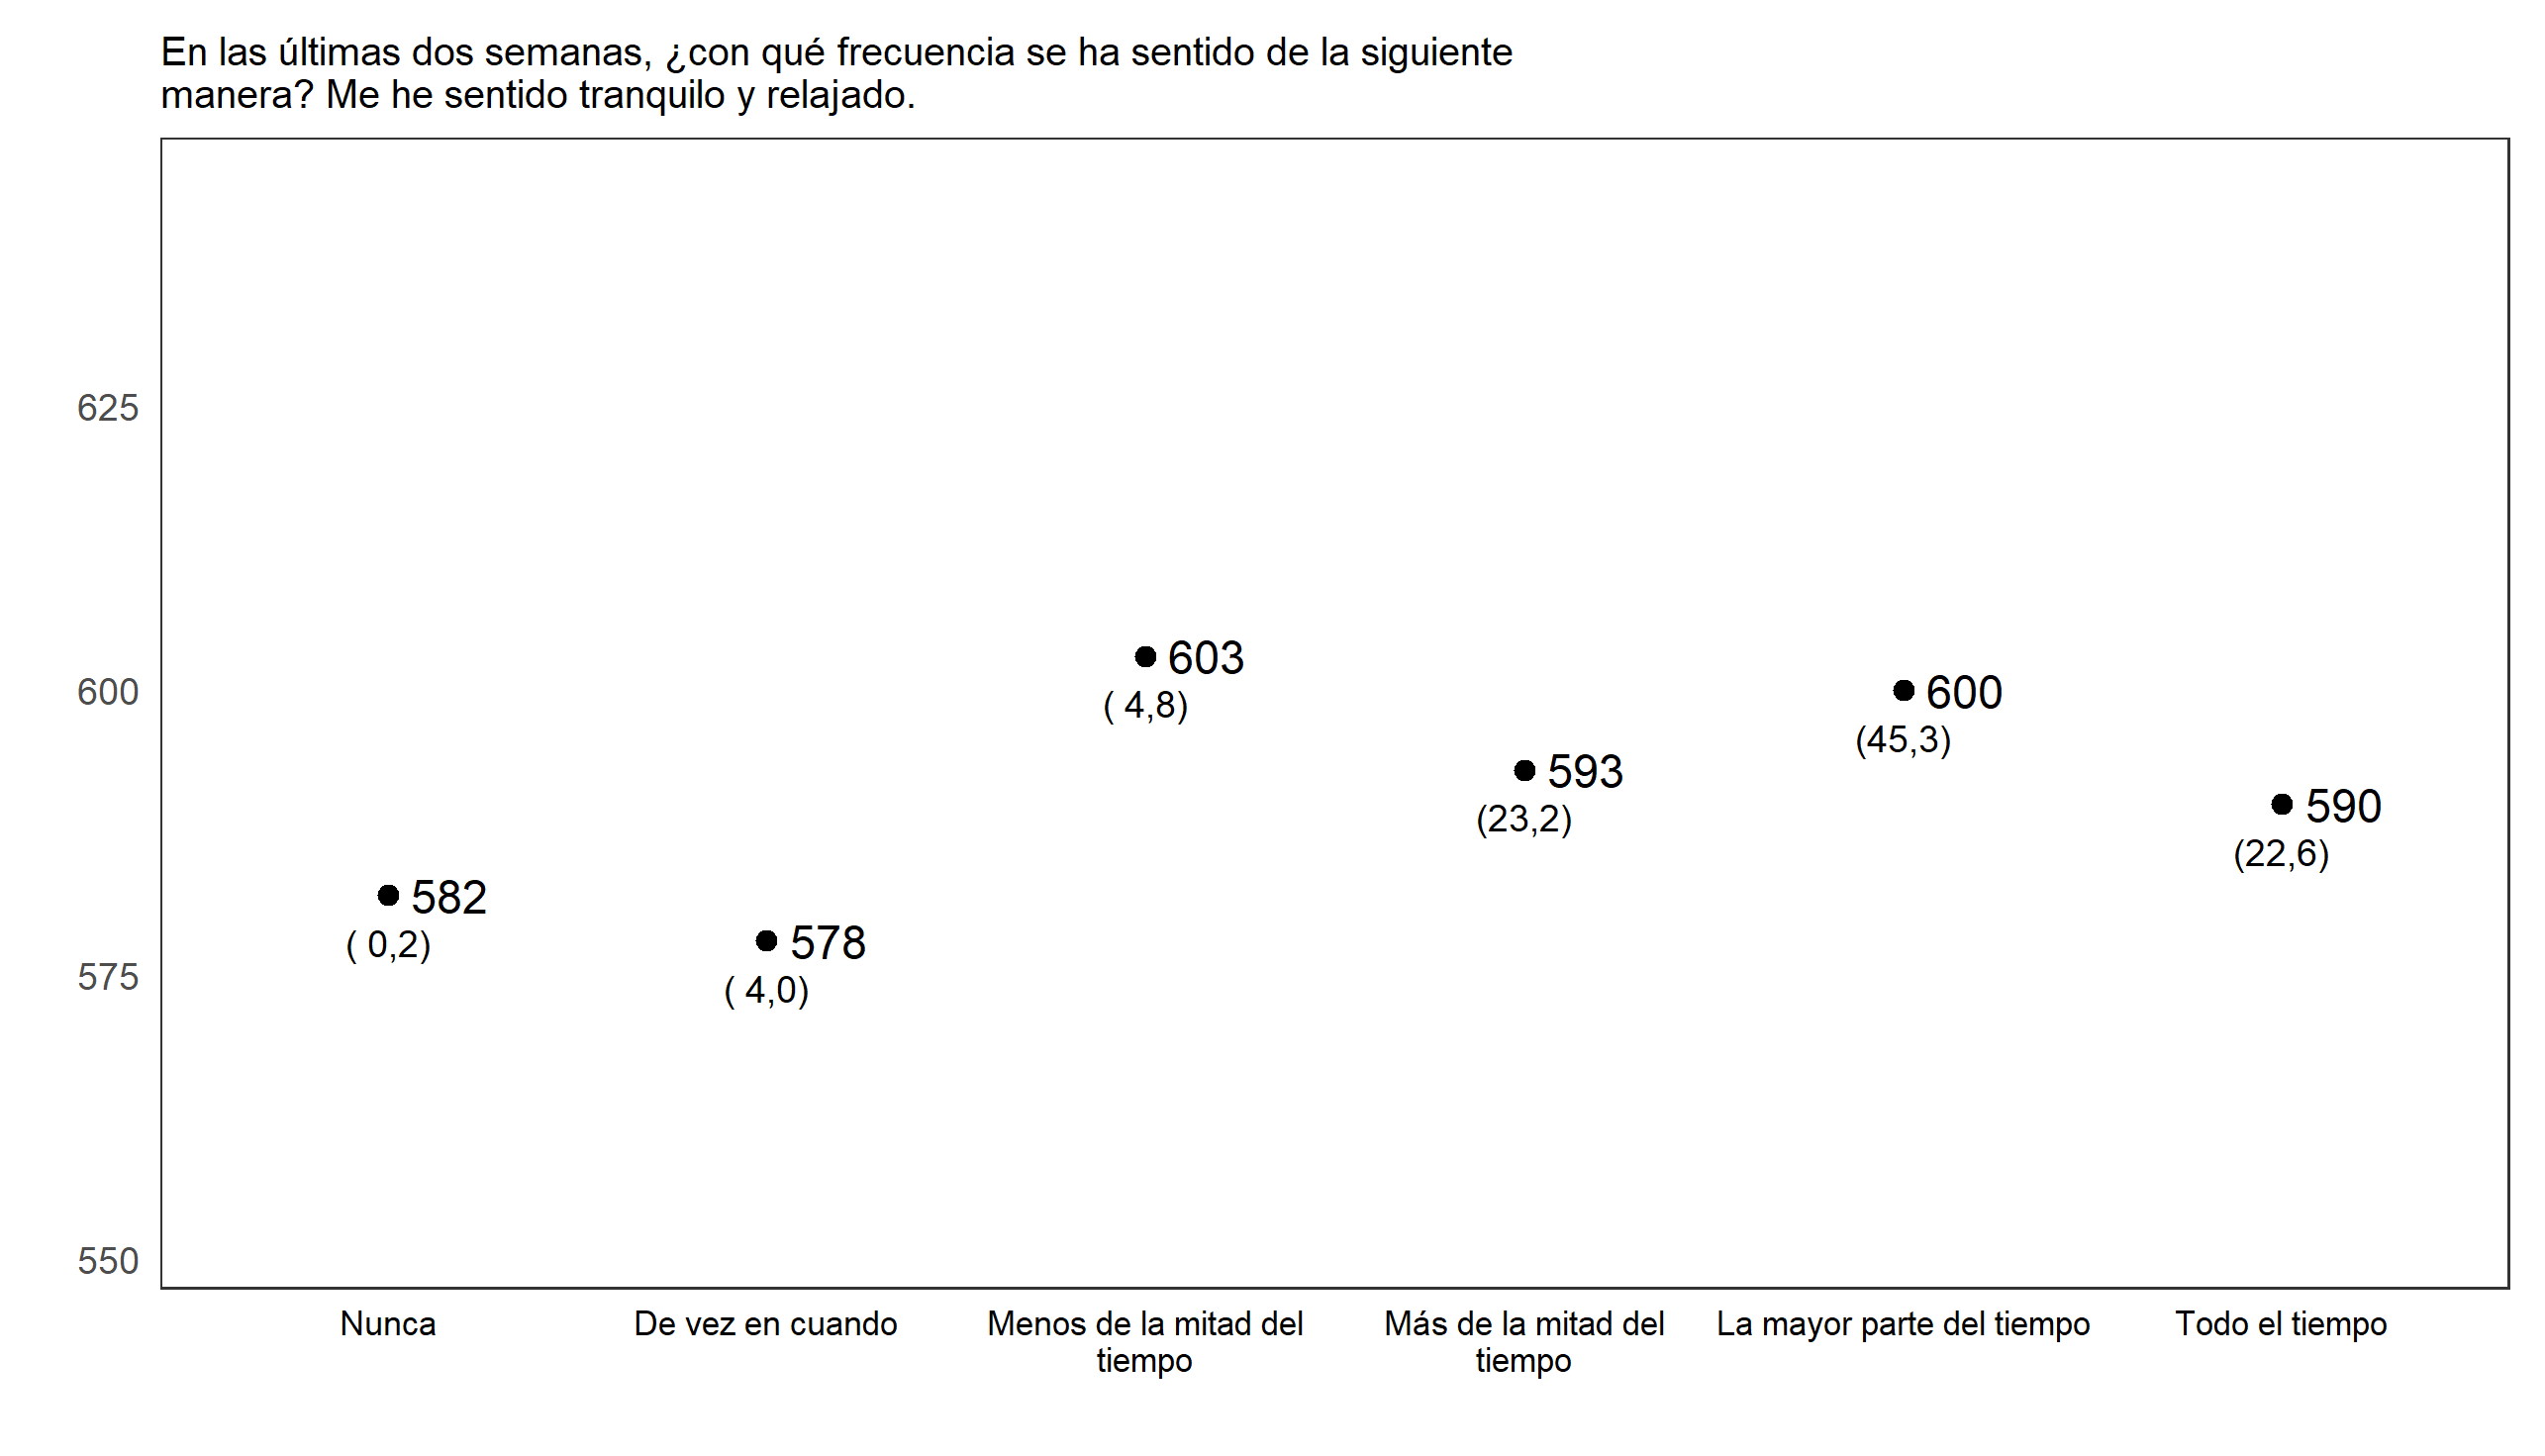 En las últimas dos semanas, ¿con qué frecuencia se ha sentido de la siguiente
manera? Me he sentido tranquilo y relajado.
625
600
575
550
582
( 0,2)
578
( 4,0)
603
( 4,8)
593
(23,2)
600
(45,3)
590
(22,6)
Nunca
De vez en cuando
Menos de la mitad del
tiempo
Más de la mitad del
tiempo
La mayor parte del tiempo
Todo el tiempo